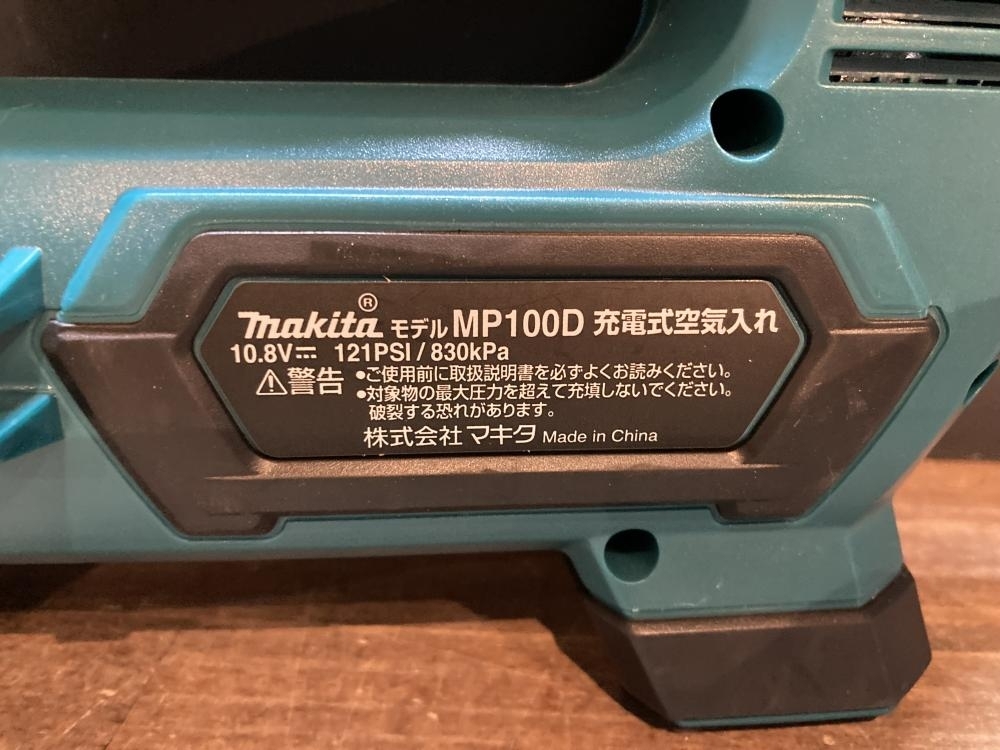 makita® モデル MP100D 充電式空気入れ
10.8V⎓ 121PSI/830kPa
⚠警告 •ご使用前に取扱説明書を必ずよくお読みください。
•対象物の最大圧力を超えて充填しないでください。
破裂する恐れがあります。
株式会社マキタ Made in China